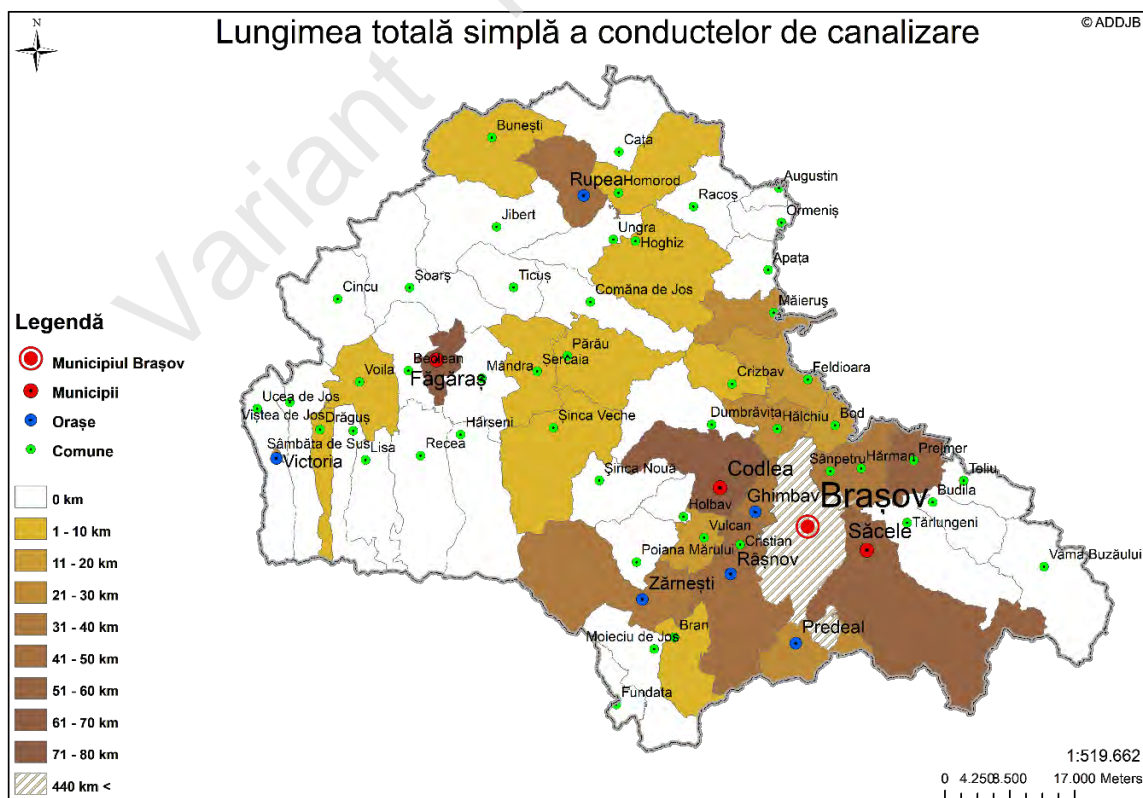 © ADDJB
Lungimea totală simplă a conductelor de canalizare
N
Variant
Bunești
Cața
Rupea
Homorod
Augustin
Racoș
Ormeniș
Jibert
Ungra
Hoghiz
Apața
Cincu
Șoarș
Ticuș
Comăna de Jos
Măieruș
Legendă
Municipiul Brașov
Municipii
Orașe
Comune
0 km
1 - 10 km
11 - 20 km
21 - 30 km
31 - 40 km
41 - 50 km
51 - 60 km
61 - 70 km
71 - 80 km
440 km <
Părău
Beclean
Făgăraș
Mândra
Șercaia
Voila
Crizbav
Feldioara
Ucea de Jos
Viștea de Jos
Drăguș
Sâmbăta de Sus
Victoria
Lisa
Recea
Hârseni
Șinca Veche
Dumbrăvița
Hălchiu
Bod
Șinca Nouă
Codlea
Sânpetru
Hărman
Prejmer
Teliu
Ghimbav
Brașov
Budila
Holbav
Tărlungeni
Vulcan
Cristian
Săcele
Poiana Mărului
Râșnov
Vama Buzăului
Zărnești
Bran
Moieciu de Jos
Predeal
Fundata
1:519.662
0 4.250 8.500 17.000 Meters